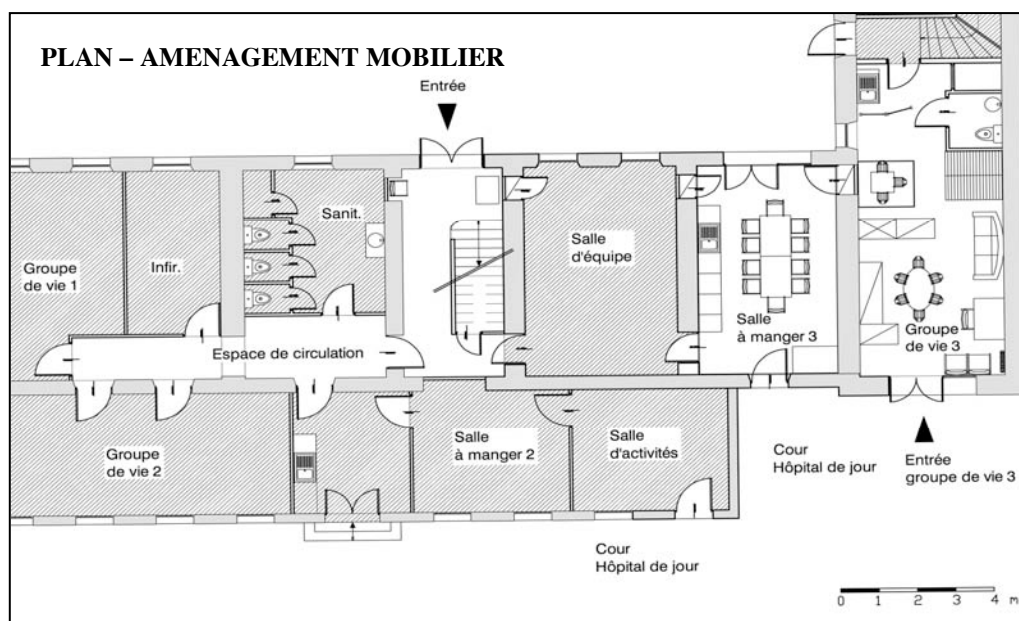 PLAN – AMENAGEMENT MOBILIER
Entrée
Sanit.
Groupe
de vie 1
Infir.
Salle
d'équipe
Salle
à manger 3
Groupe
de vie 3
Espace de circulation
Groupe
de vie 2
Salle
à manger 2
Salle
d'activités
Cour
Hôpital de jour
Entrée
groupe de vie 3
Cour
Hôpital de jour
0 1 2 3 4 m